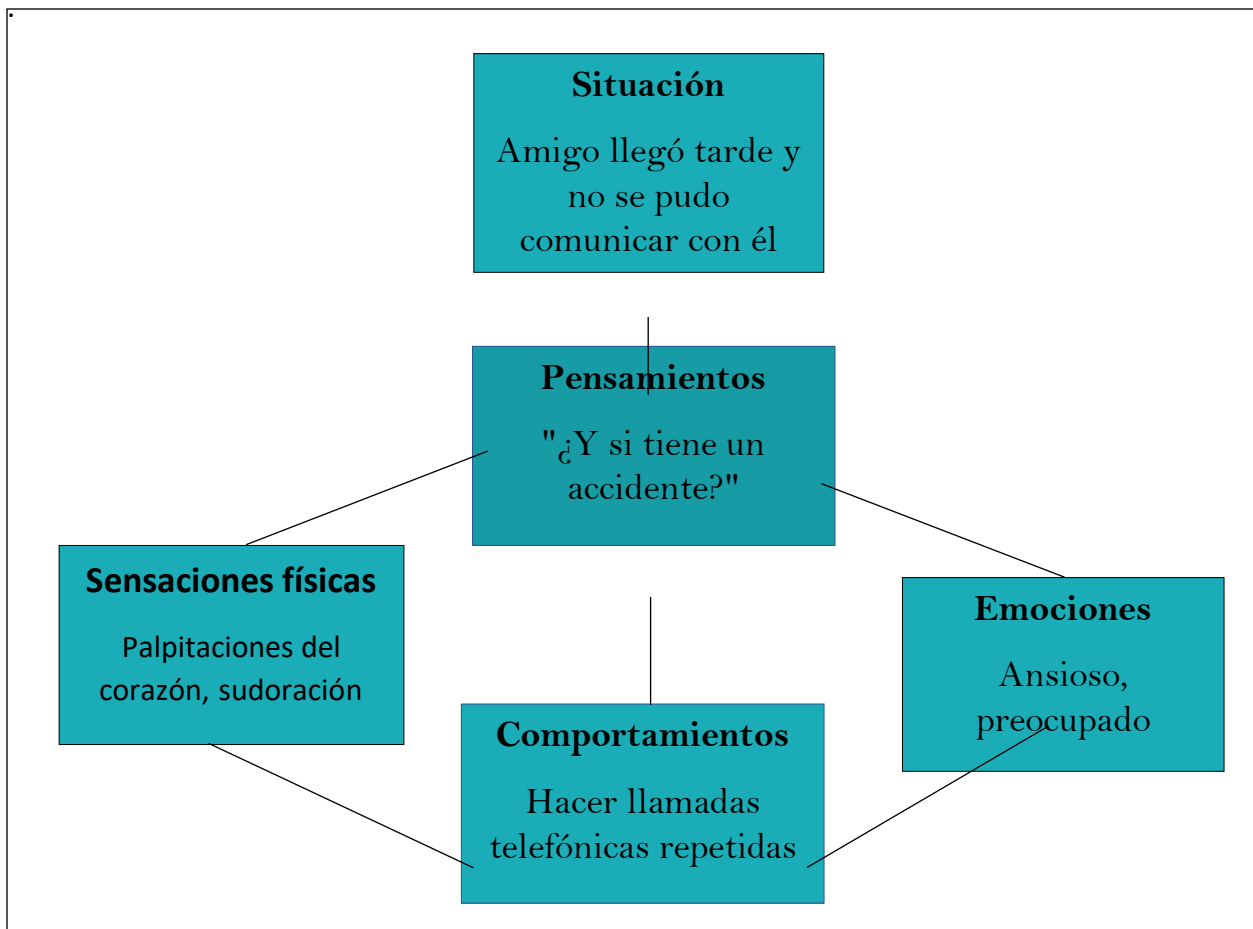 Situación
Amigo llegó tarde y
no se pudo
comunicar con él
Pensamientos
"¿Y si tiene un
accidente?"
Sensaciones físicas
Palpitaciones del
corazón, sudoración
Emociones
Ansioso,
preocupado
Comportamientos
Hacer llamadas
telefónicas repetidas